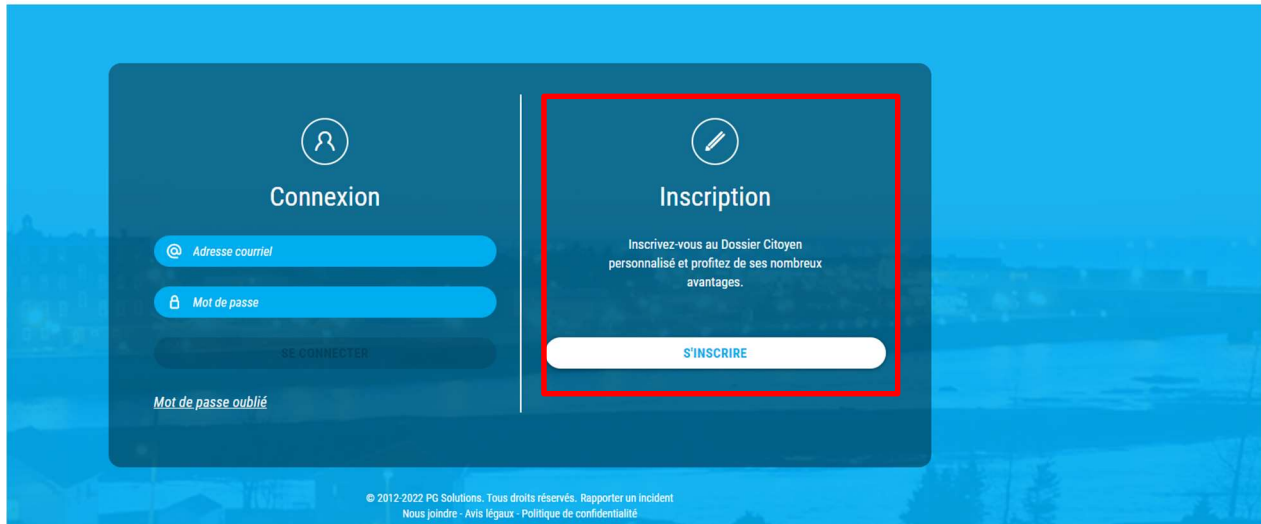 Connexion
Adresse courriel
Mot de passe
SE CONNECTER
Mot de passe oublié
Inscription
Inscrivez-vous au Dossier Citoyen
personnalisé et profitez de ses nombreux
avantages.
S'INSCRIRE
© 2012-2022 PG Solutions. Tous droits réservés. Rapporter un incident
Nous joindre - Avis légaux - Politique de confidentialité